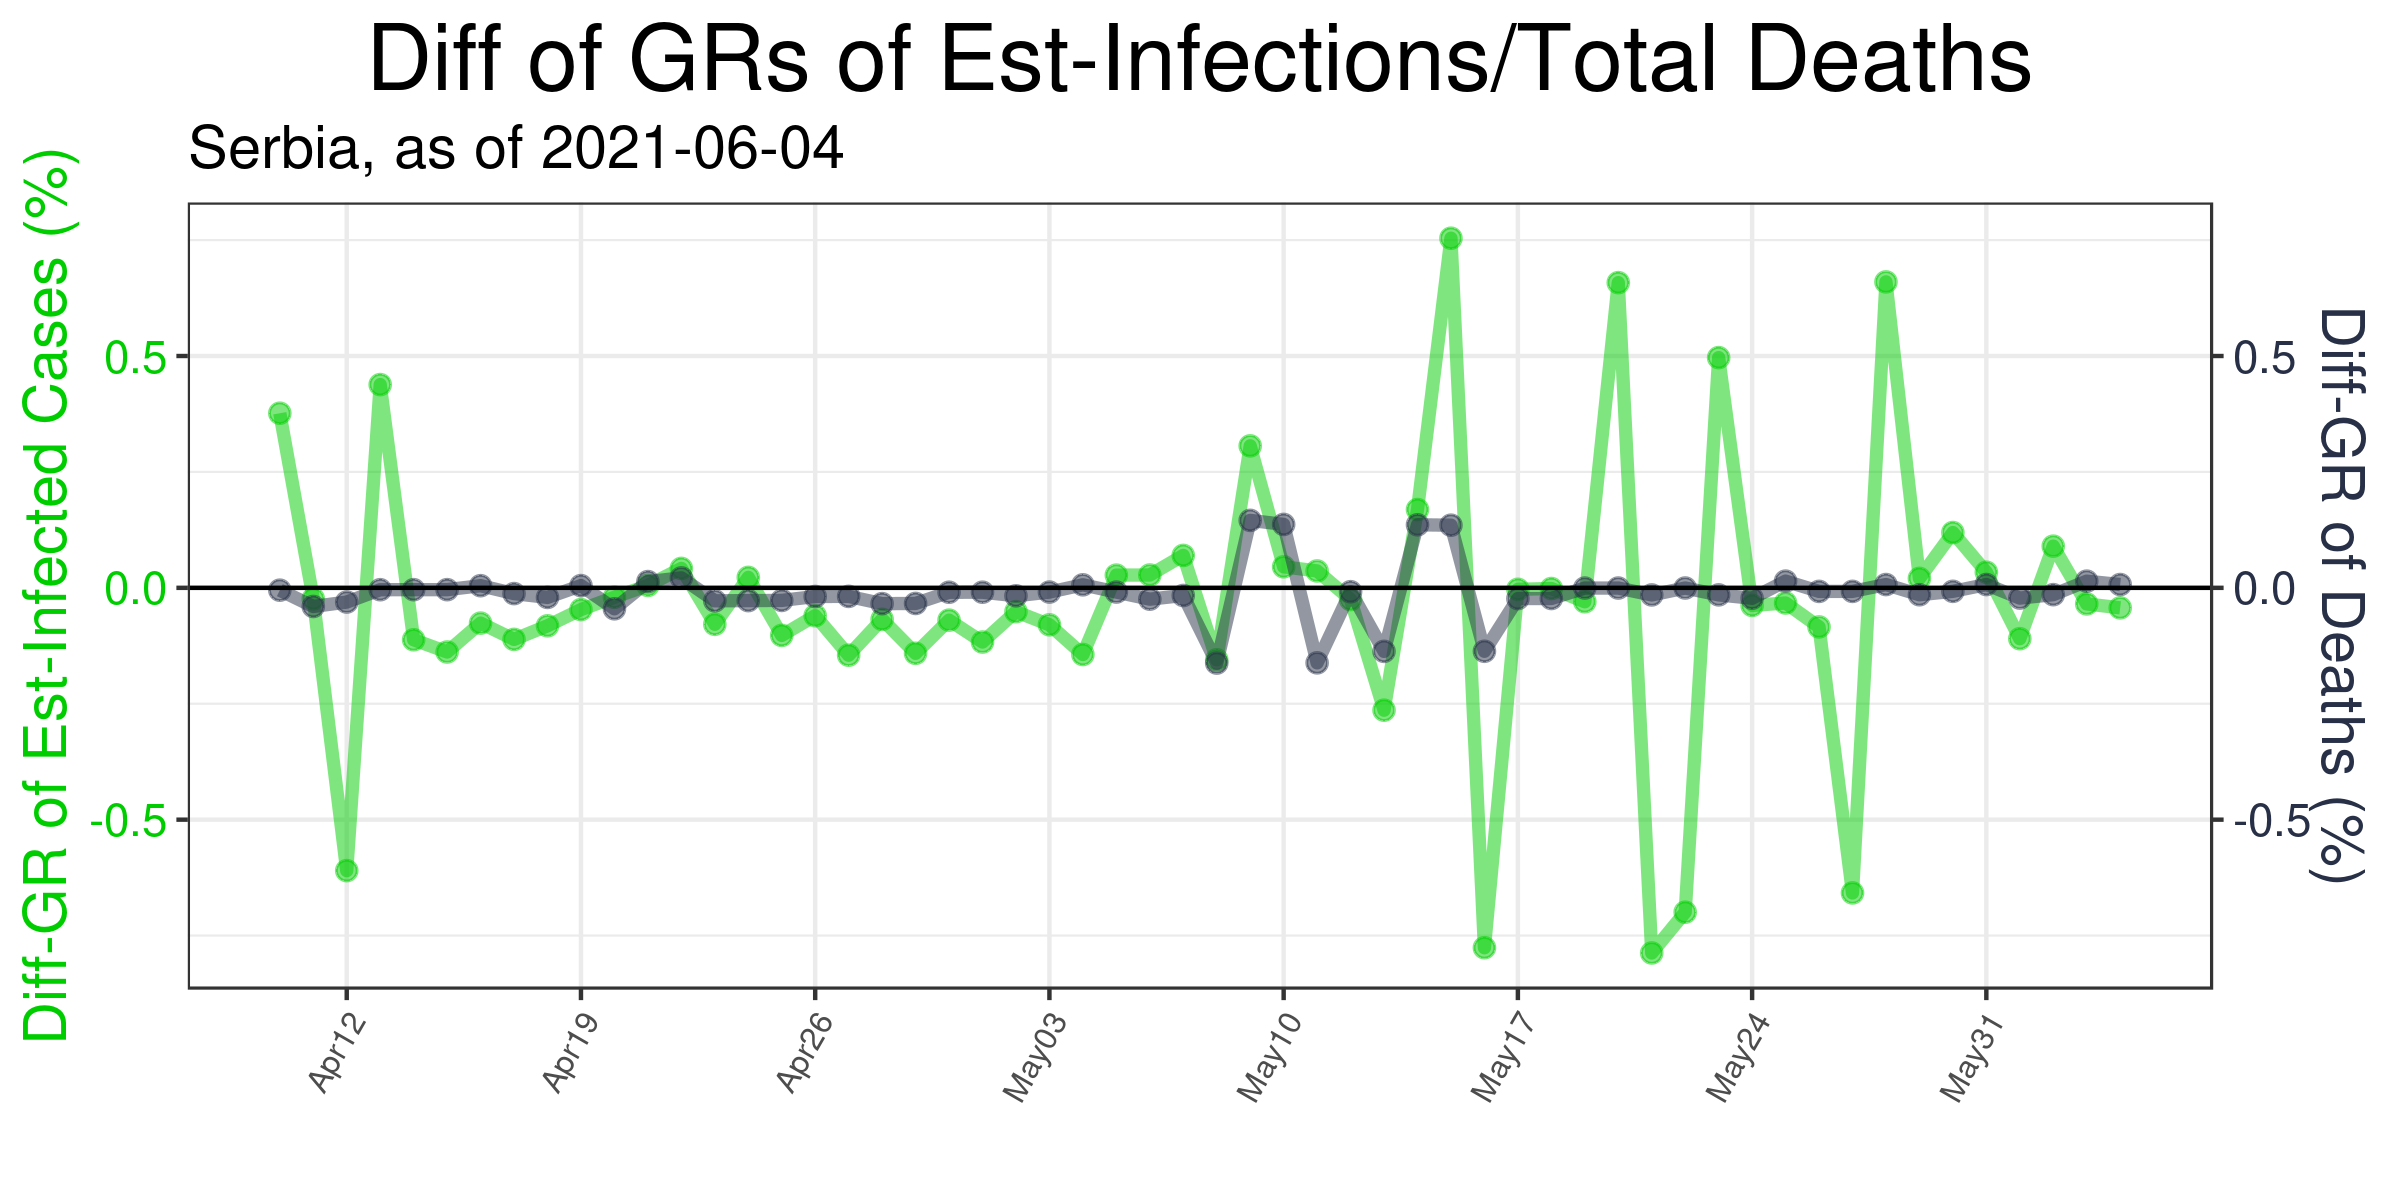 Diff of GRs of Est-Infections/Total Deaths
Serbia, as of 2021-06-04
Diff-GR of Est-Infected Cases (%)
0.5
0.0
-0.5
0.5
0.0
-0.5
Diff-GR of Deaths (%)
Apr12
Apr19
Apr26
May03
May10
May17
May24
May31